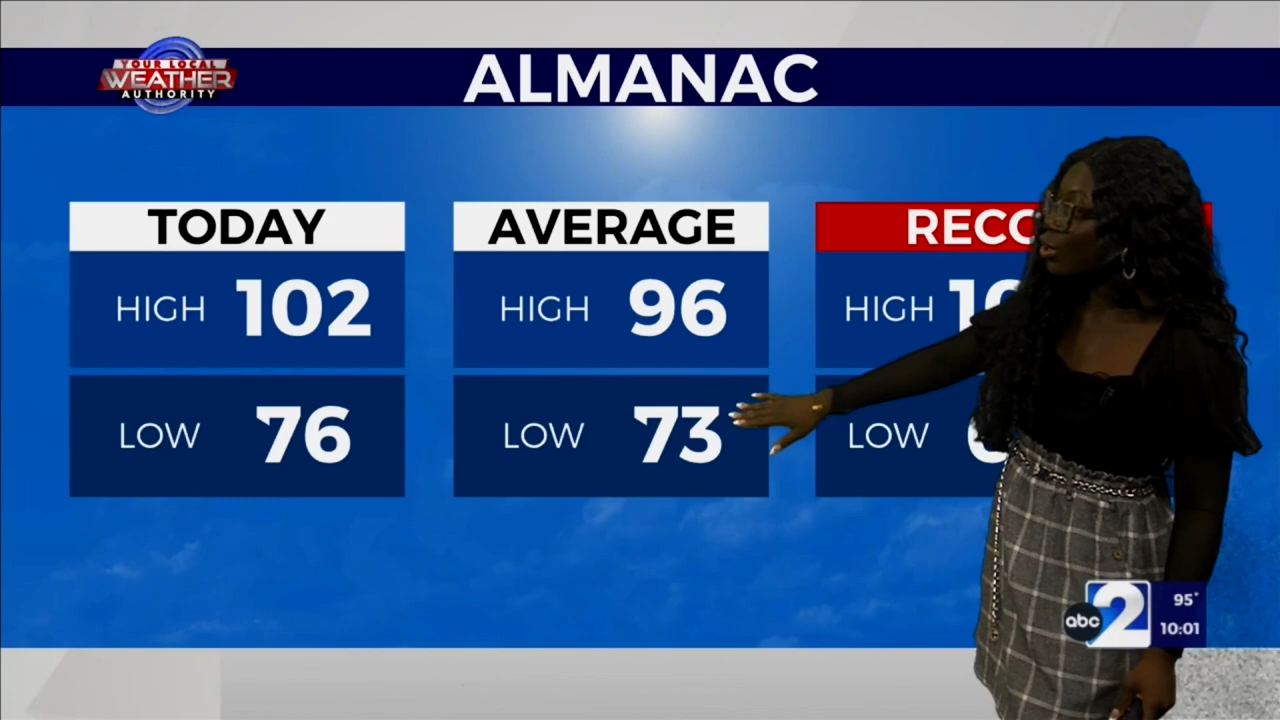 YOUR LOCAL
WEATHER
AUTHORITY
ALMANAC
TODAY
HIGH 102
LOW 76
AVERAGE
HIGH 96
LOW 73
HIGH
LOW
abc 2
95°
10:01